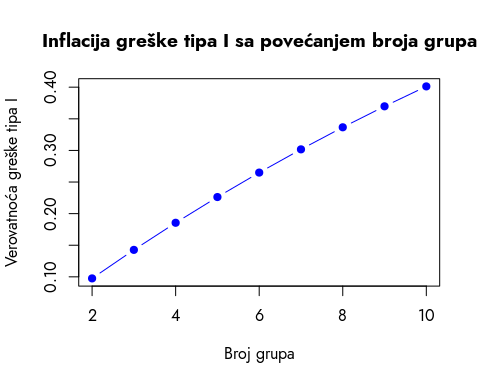 Inflacija greške tipa I sa povećanjem broja grupa
Verovatnoća greške tipa I
0.40
0.30
0.20
0.10
2 4 6 8 10
Broj grupa